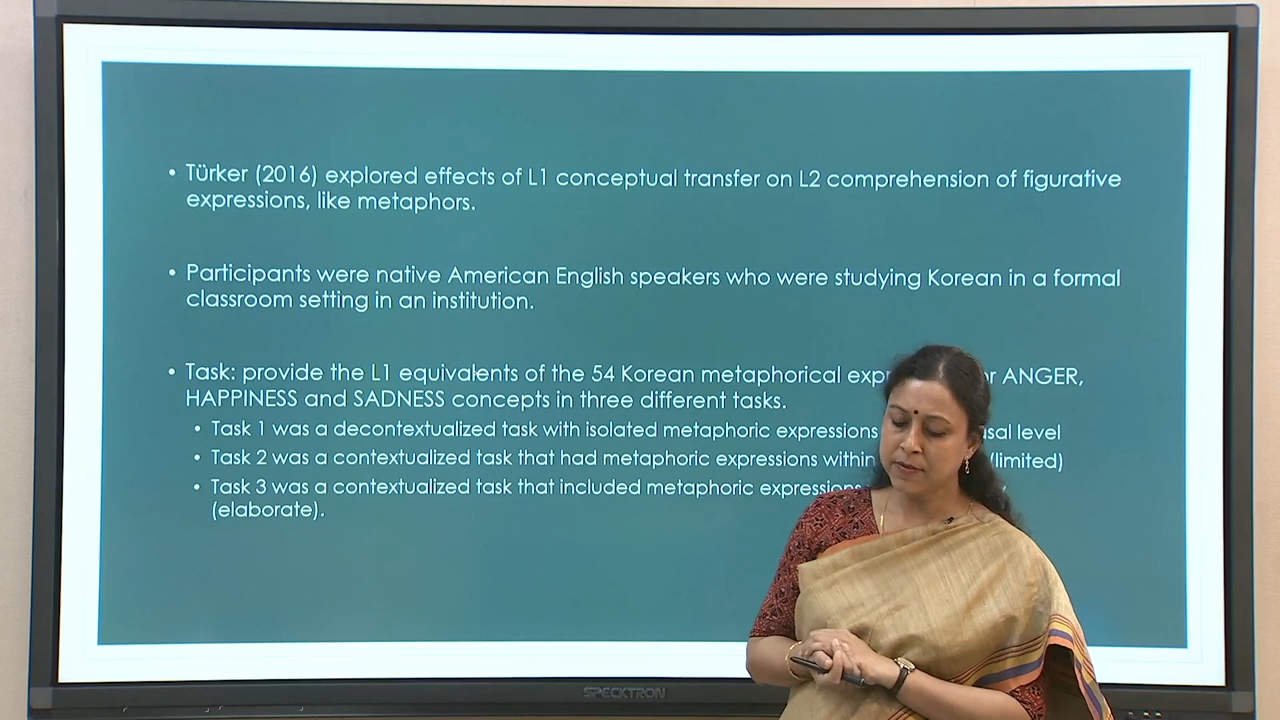 • Türker (2016) explored effects of L1 conceptual transfer on L2 comprehension of figurative
expressions, like metaphors.
• Participants were native American English speakers who were studying Korean in a formal
classroom setting in an institution.
• Task: provide the L1 equivalents of the 54 Korean metaphorical ANGER,
HAPPINESS and SADNESS concepts in three different tasks.
• Task 1 was a decontextualized task with isolated metaphoric expressions level
• Task 2 was a contextualized task that had metaphoric expressions within (limited)
• Task 3 was a contextualized task that included metaphoric expressions
(elaborate).
SPECKTRON